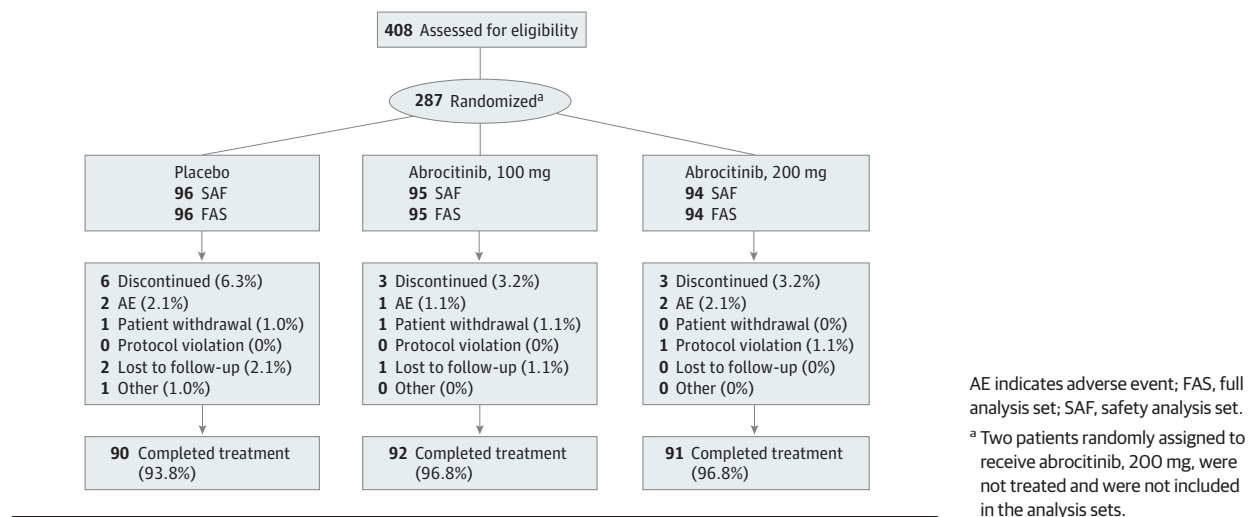 408 Assessed for eligibility
287 Randomizedᵃ
Placebo
96 SAF
96 FAS
Abrocitinib, 100 mg
95 SAF
95 FAS
Abrocitinib, 200 mg
94 SAF
94 FAS
6 Discontinued (6.3%)
2 AE (2.1%)
1 Patient withdrawal (1.0%)
0 Protocol violation (0%)
2 Lost to follow-up (2.1%)
1 Other (1.0%)
3 Discontinued (3.2%)
1 AE (1.1%)
1 Patient withdrawal (1.1%)
0 Protocol violation (0%)
1 Lost to follow-up (1.1%)
0 Other (0%)
3 Discontinued (3.2%)
2 AE (2.1%)
0 Patient withdrawal (0%)
1 Protocol violation (1.1%)
0 Lost to follow-up (0%)
0 Other (0%)
90 Completed treatment
(93.8%)
92 Completed treatment
(96.8%)
91 Completed treatment
(96.8%)
AE indicates adverse event; FAS, full
analysis set; SAF, safety analysis set.
ᵃ Two patients randomly assigned to
receive abrocitinib, 200 mg, were
not treated and were not included
in the analysis sets.